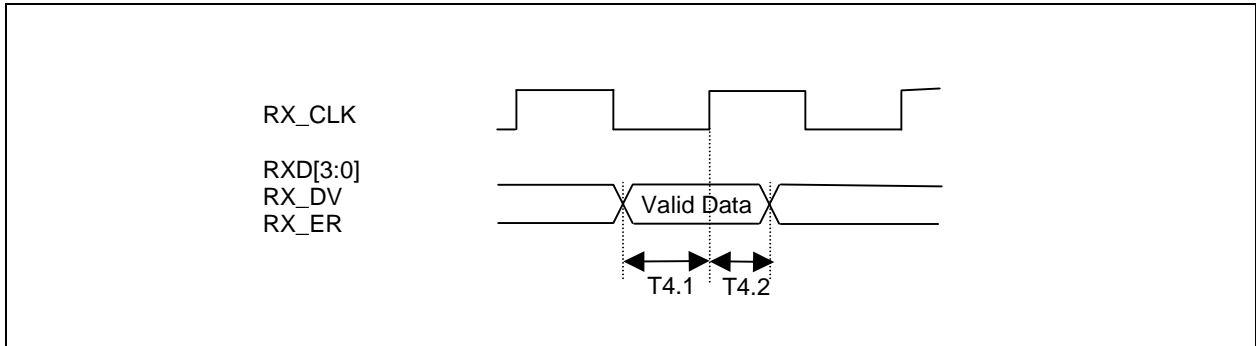 RX_CLK
RXD[3:0]
RX_DV
RX_ER
Valid Data
T4.1
T4.2